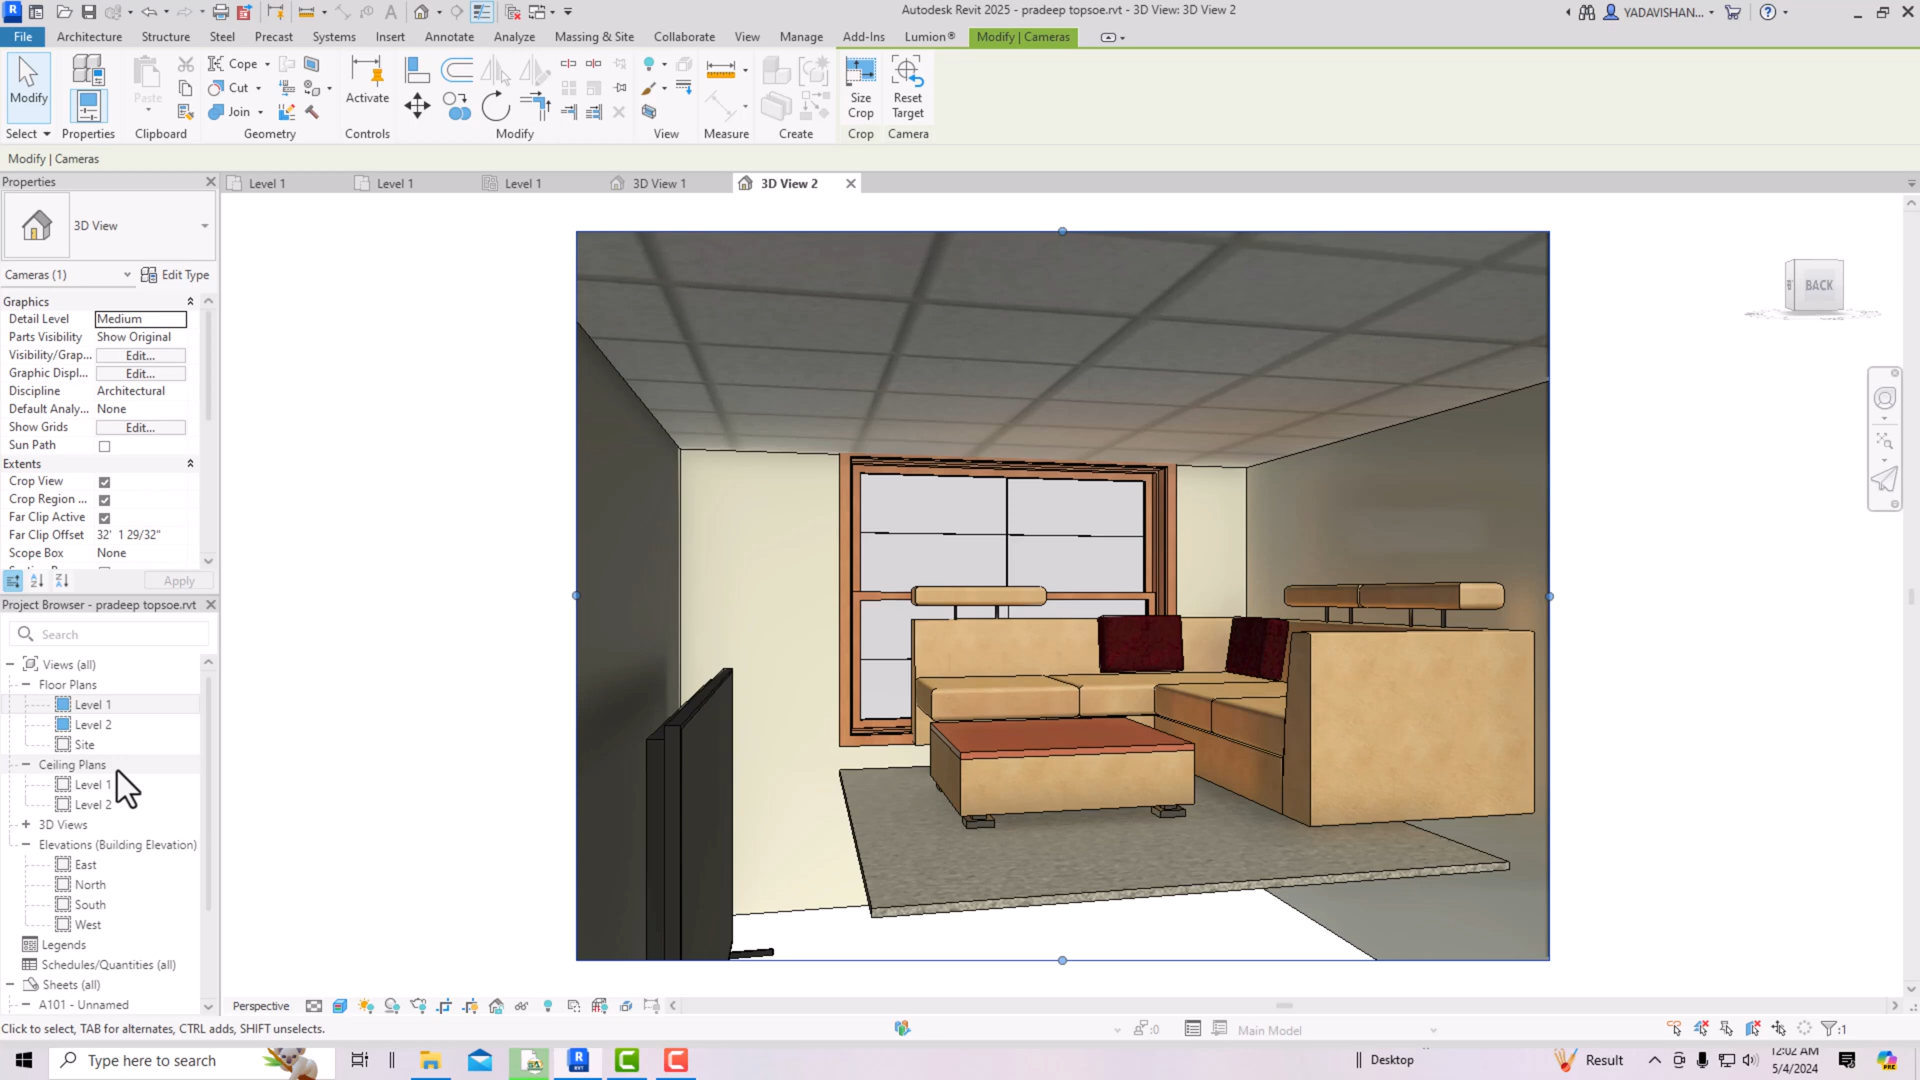 Autodesk Revit 2025 - pradeep topsoe.rvt - 3D View: 3D View 2
YADAVISHAN...
File Architecture Structure Steel Precast Systems Insert Annotate Analyze Massing & Site Collaborate View Manage Add-Ins Lumion® Modify | Cameras
Modify
Paste
Cope
Cut
Join
Activate
Size Crop
Reset Target
Select Properties Clipboard Geometry Controls Modify View Measure Create Crop Camera
Modify | Cameras
Properties
Level 1
Level 1
Level 1
3D View 1
3D View 2
3D View
Cameras (1)
Edit Type
Graphics
Detail Level Medium
Parts Visibility Show Original
Visibility/Grap... Edit...
Graphic Displ... Edit...
Discipline Architectural
Default Analy... None
Show Grids Edit...
Sun Path
Extents
Crop View
Crop Region ...
Far Clip Active
Far Clip Offset 32' 1 29/32"
Scope Box None
Apply
BACK
Project Browser - pradeep topsoe.rvt
Search
Views (all)
Floor Plans
Level 1
Level 2
Site
Ceiling Plans
Level 1
Level 2
3D Views
Elevations (Building Elevation)
East
North
South
West
Legends
Schedules/Quantities (all)
Sheets (all)
A101 - Unnamed
Perspective
Click to select, TAB for alternates, CTRL adds, SHIFT unselects.
:0
Main Model
:1
Type here to search
Desktop
Result
12:02 AM
5/4/2024